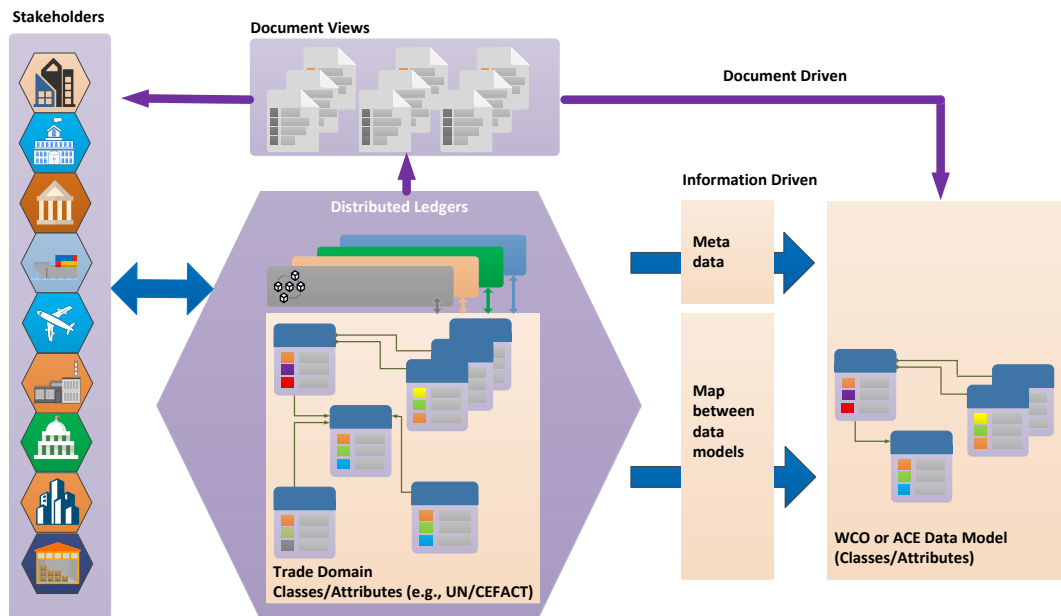 Stakeholders
Document Views
Document Driven
Information Driven
Distributed Ledgers
Meta
data
Map
between
data
models
Trade Domain
Classes/Attributes (e.g., UN/CEFACT)
WCO or ACE Data Model
(Classes/Attributes)